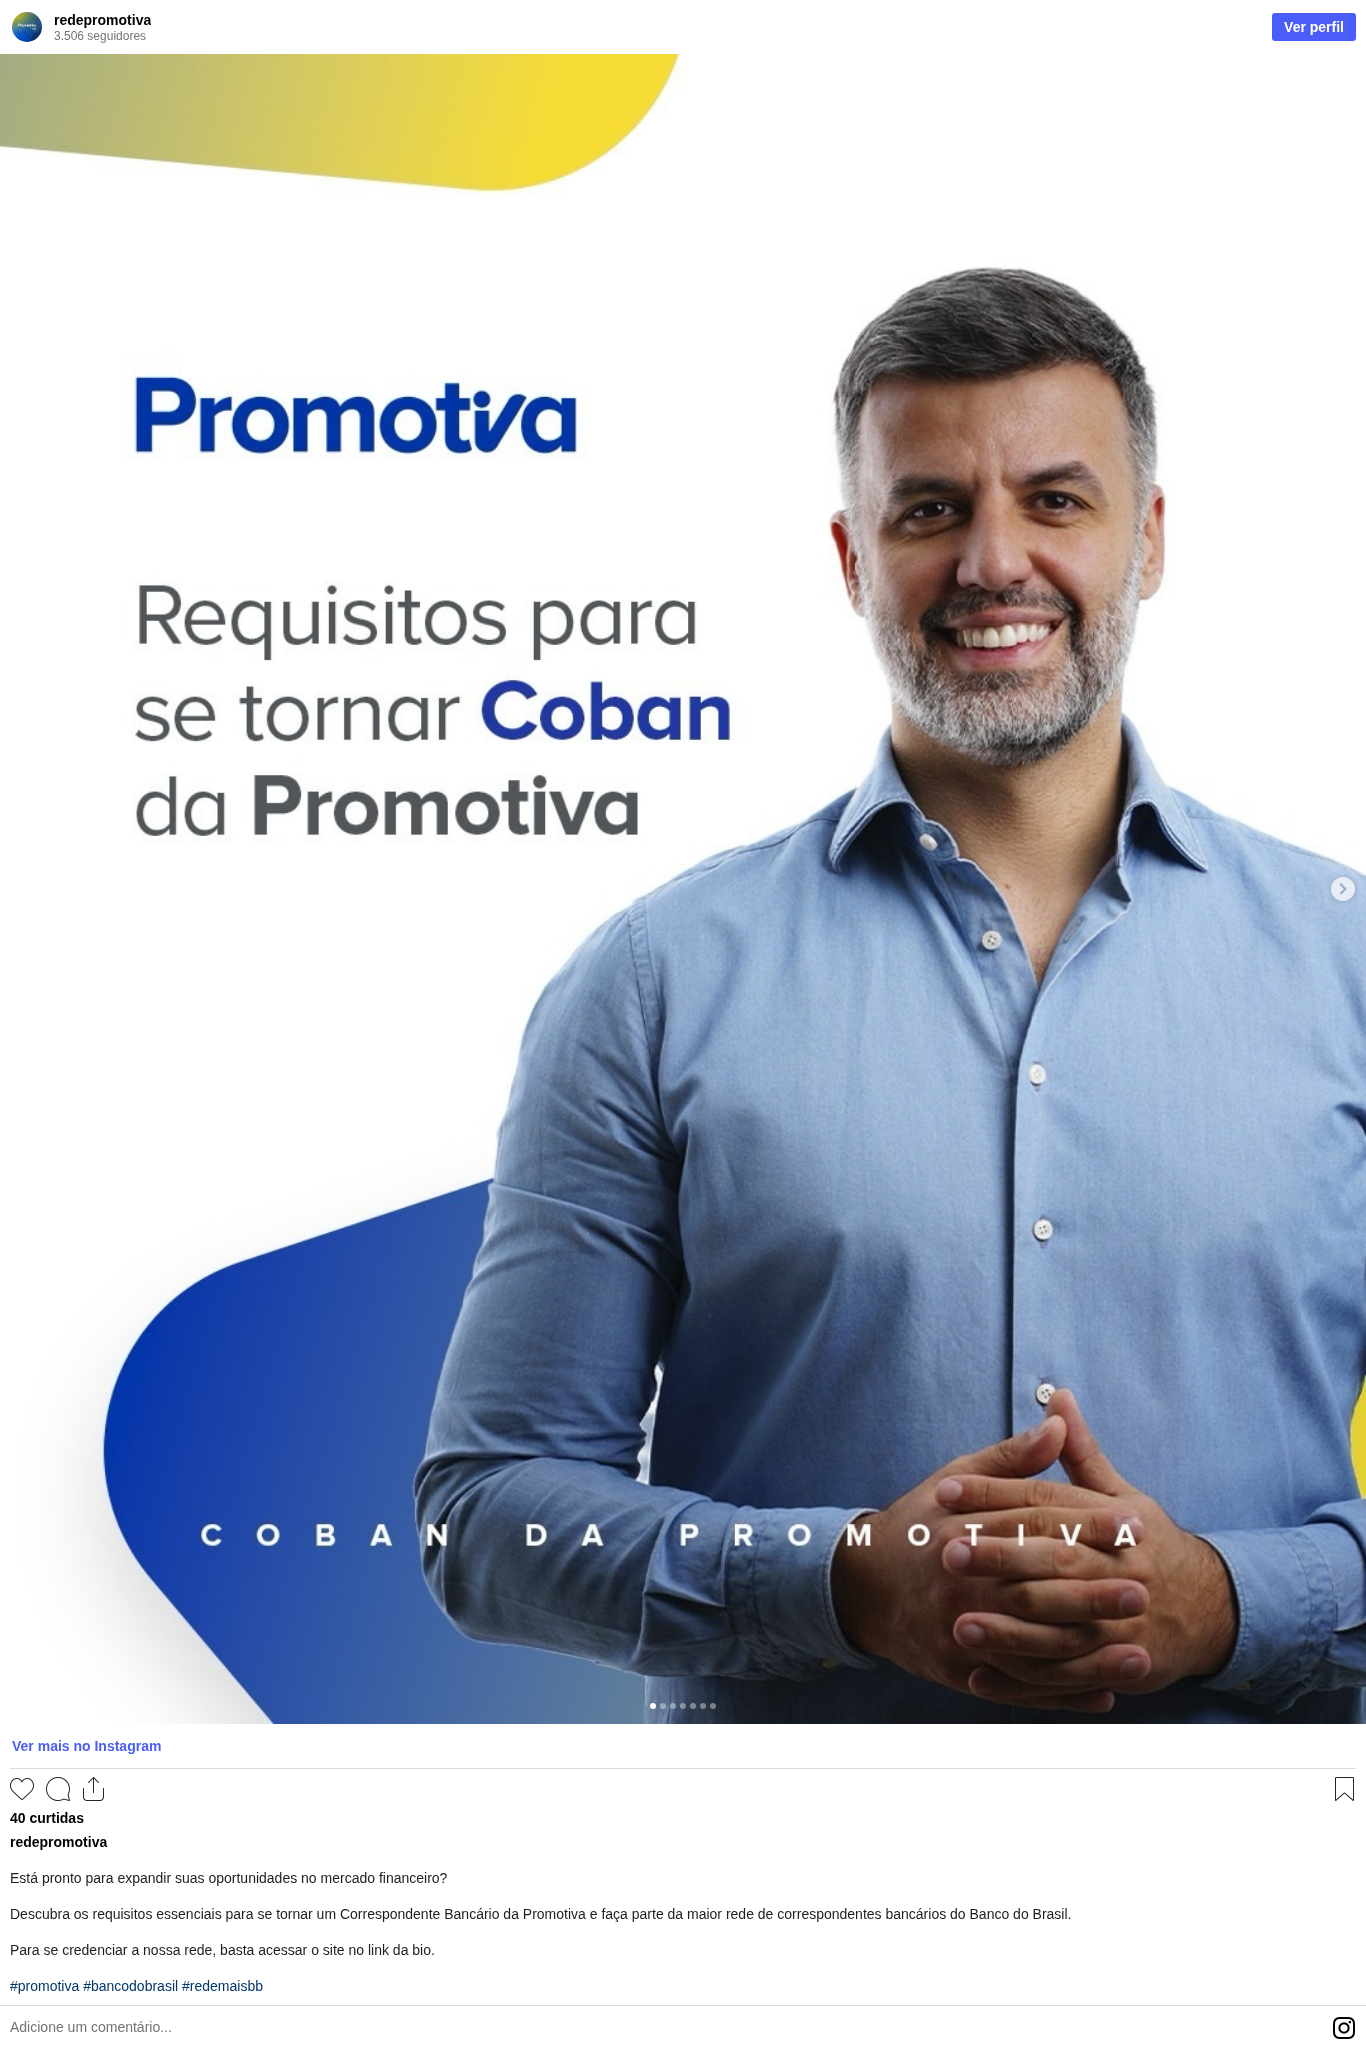 redepromotiva
3.506 seguidores
Ver perfil
Promotiva
Requisitos para
se tornar Coban
da Promotiva
COBAN DA PROMOTIVA
Ver mais no Instagram
40 curtidas
redepromotiva
Está pronto para expandir suas oportunidades no mercado financeiro?
Descubra os requisitos essenciais para se tornar um Correspondente Bancário da Promotiva e faça parte da maior rede de correspondentes bancários do Banco do Brasil.
Para se credenciar a nossa rede, basta acessar o site no link da bio.
#promotiva #bancodobrasil #redemaisbb
Adicione um comentário...